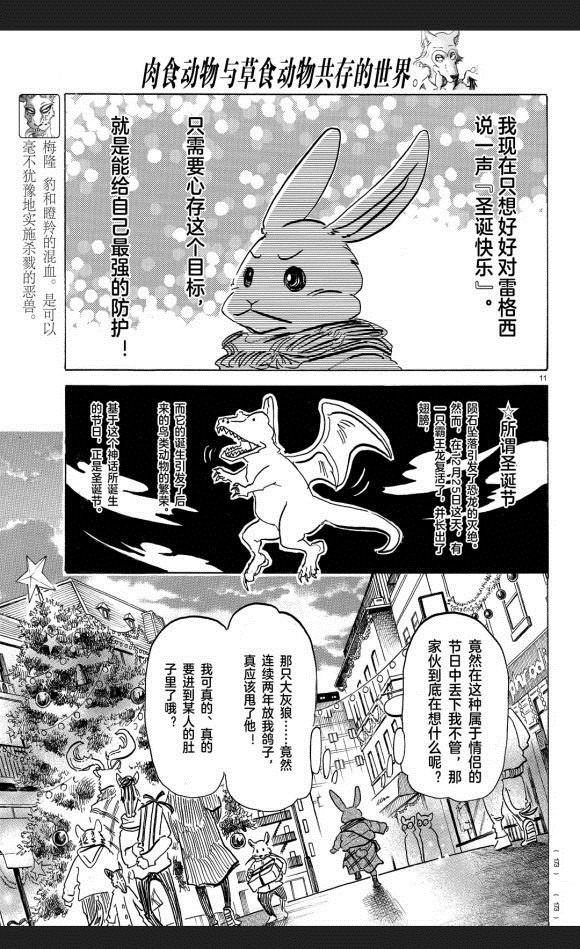 肉食动物与草食动物共存的世界
梅隆 豹和瞪羚的混血。是可以
毫不犹豫地实施杀戮的恶兽。
我现在只想好好对雷格西
说一声『圣诞快乐』。
只需要心存这个目标，
就是能给自己最强的防护！
11
所谓圣诞节
陨石坠落引发了恐龙的灭绝。
然而，在12月25日这天，有
一只霸王龙复活了，并长出了
翅膀，
而它的诞生引发了后
来的鸟类动物的繁荣。
基于这个神话所诞生
的节日，正是圣诞节。
竟然在这种属于情侣的
节日中丢下我不管，那
家伙到底在想什么呢？
那只大灰狼……竟然
连续两年放我鸽子，
真应该甩了他！
我可真的、真的
要进到某人的肚
子里了哦？